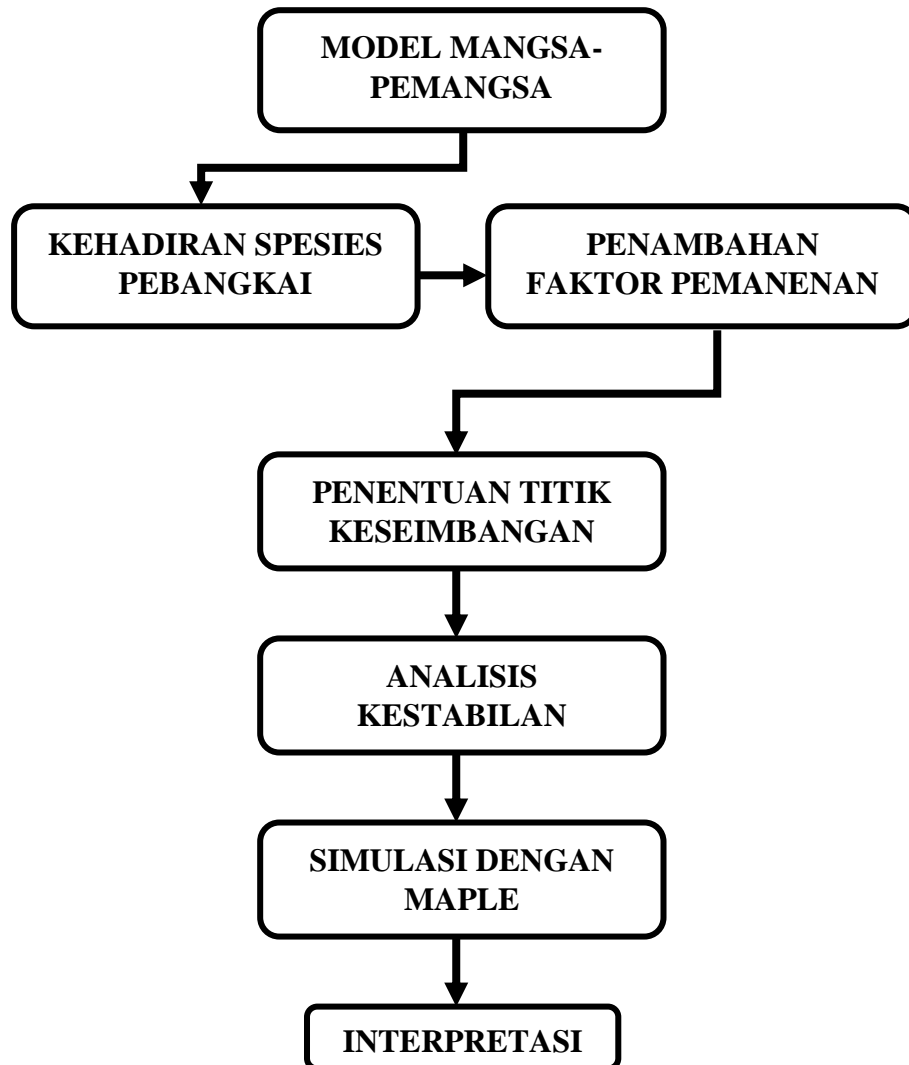 MODEL MANGSA-
PEMANGSA
KEHADIRAN SPESIES
PEBANGKAI
PENAMBAHAN
FAKTOR PEMANENAN
PENENTUAN TITIK
KESEIMBANGAN
ANALISIS
KESTABILAN
SIMULASI DENGAN
MAPLE
INTERPRETASI